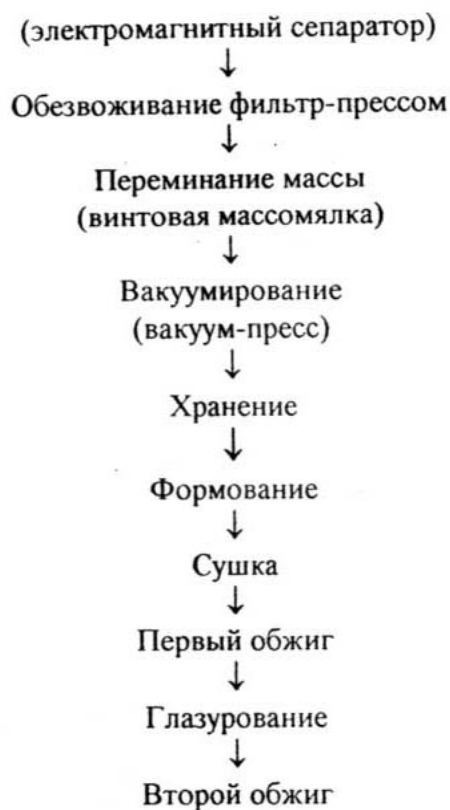 (электромагнитный сепаратор)
↓
Обезвоживание фильтр-прессом
↓
Переминание массы
(винтовая массомялка)
↓
Вакуумирование
(вакуум-пресс)
↓
Хранение
↓
Формование
↓
Сушка
↓
Первый обжиг
↓
Глазурование
↓
Второй обжиг